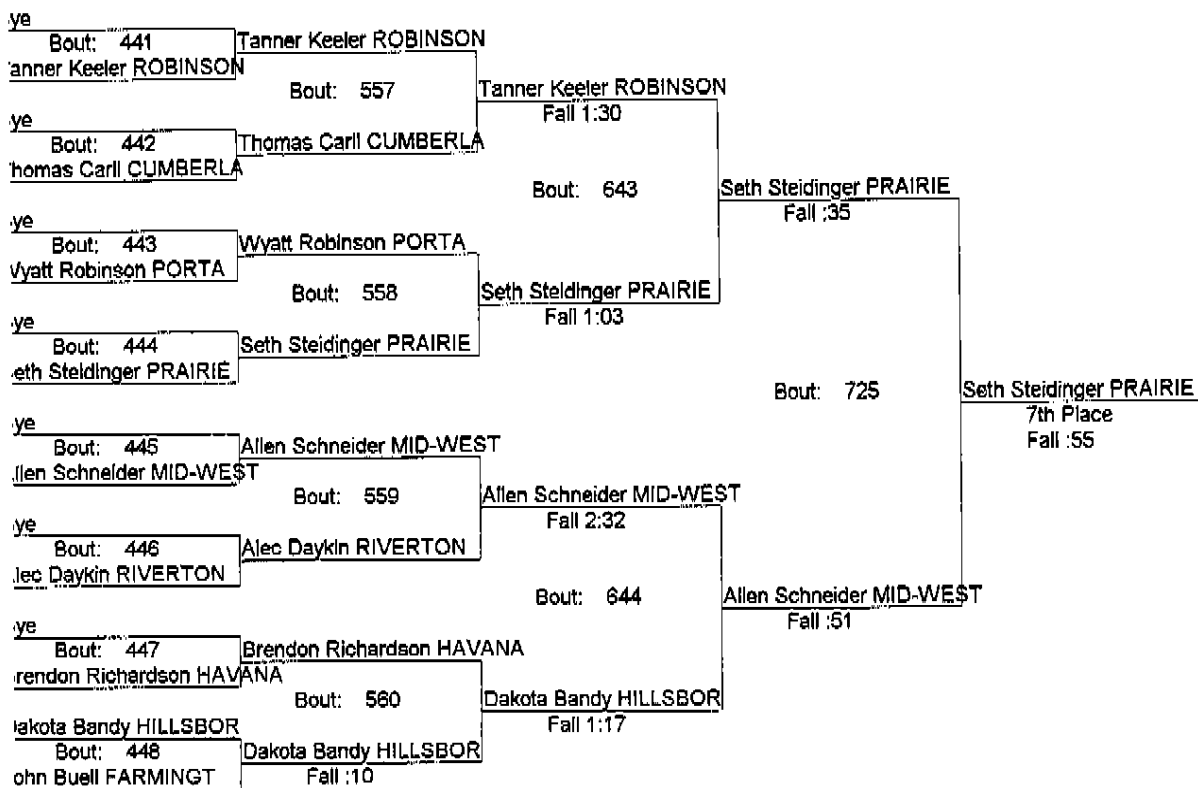 ye
Bout: 441
Tanner Keeler ROBINSON
anner Keeler ROBINSON
Bout: 557
Tanner Keeler ROBINSON
Fall 1:30
ye
Bout: 442
Thomas Carll CUMBERLA
homas Carll CUMBERLA
Bout: 643
Seth Steidinger PRAIRIE
Fall :35
ye
Bout: 443
Wyatt Robinson PORTA
Wyatt Robinson PORTA
Bout: 558
Seth Steidinger PRAIRIE
Fall 1:03
ye
Bout: 444
Seth Steidinger PRAIRIE
eth Steidinger PRAIRIE
Bout: 725
Seth Steidinger PRAIRIE
7th Place
Fall :55
ye
Bout: 445
Allen Schneider MID-WEST
llen Schneider MID-WEST
Bout: 559
Allen Schneider MID-WEST
Fall 2:32
ye
Bout: 446
Alec Daykin RIVERTON
lec Daykin RIVERTON
Bout: 644
Allen Schneider MID-WEST
Fall :51
ye
Bout: 447
Brendon Richardson HAVANA
rendon Richardson HAVANA
Bout: 560
Dakota Bandy HILLSBOR
Fall 1:17
akota Bandy HILLSBOR
Bout: 448
Dakota Bandy HILLSBOR
ohn Buell FARMINGT
Fall :10